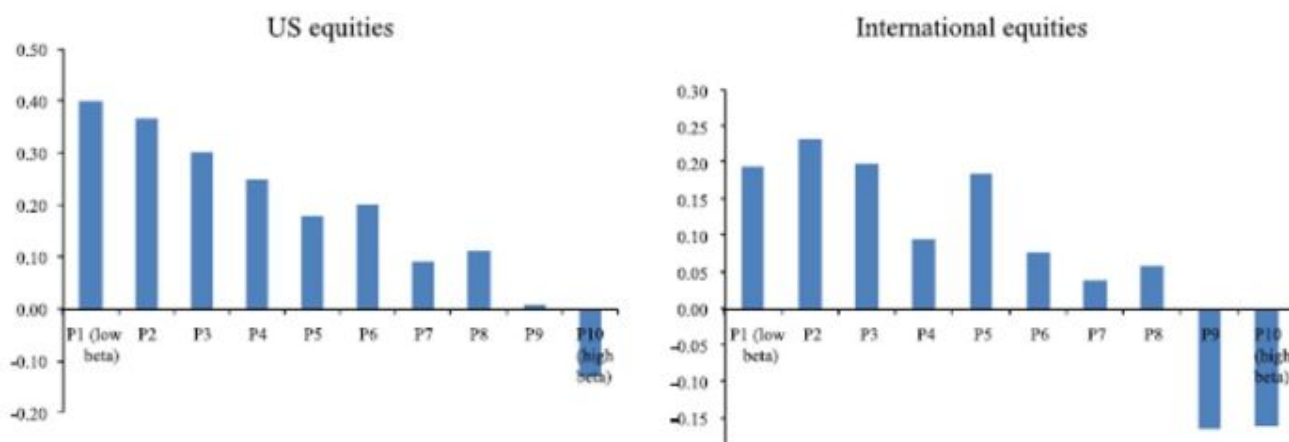 US equities
0.50
0.40
0.30
0.20
0.10
0.00
-0.10
-0.20
P1 (low
beta)
P2
P3
P4
P5
P6
P7
P8
P9
P10
(high
beta)
International equities
0.30
0.25
0.20
0.15
0.10
0.05
0.00
-0.05
-0.10
-0.15
P1 (low
beta)
P2
P3
P4
P5
P6
P7
P8
P9
P10
(high
beta)